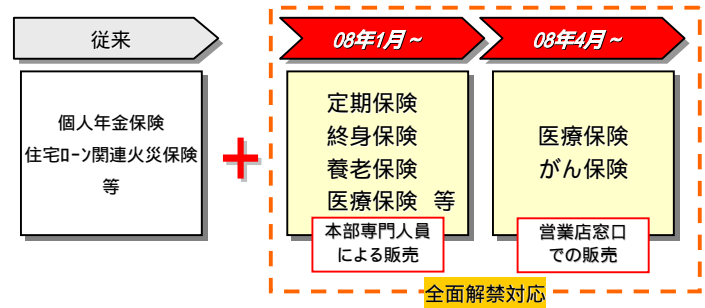 従来
個人年金保険
住宅ﾛｰﾝ関連火災保険
等
+
08年1月~
定期保険
終身保険
養老保険
医療保険 等
本部専門人員
による販売
08年4月~
医療保険
がん保険
営業店窓口
での販売
全面解禁対応